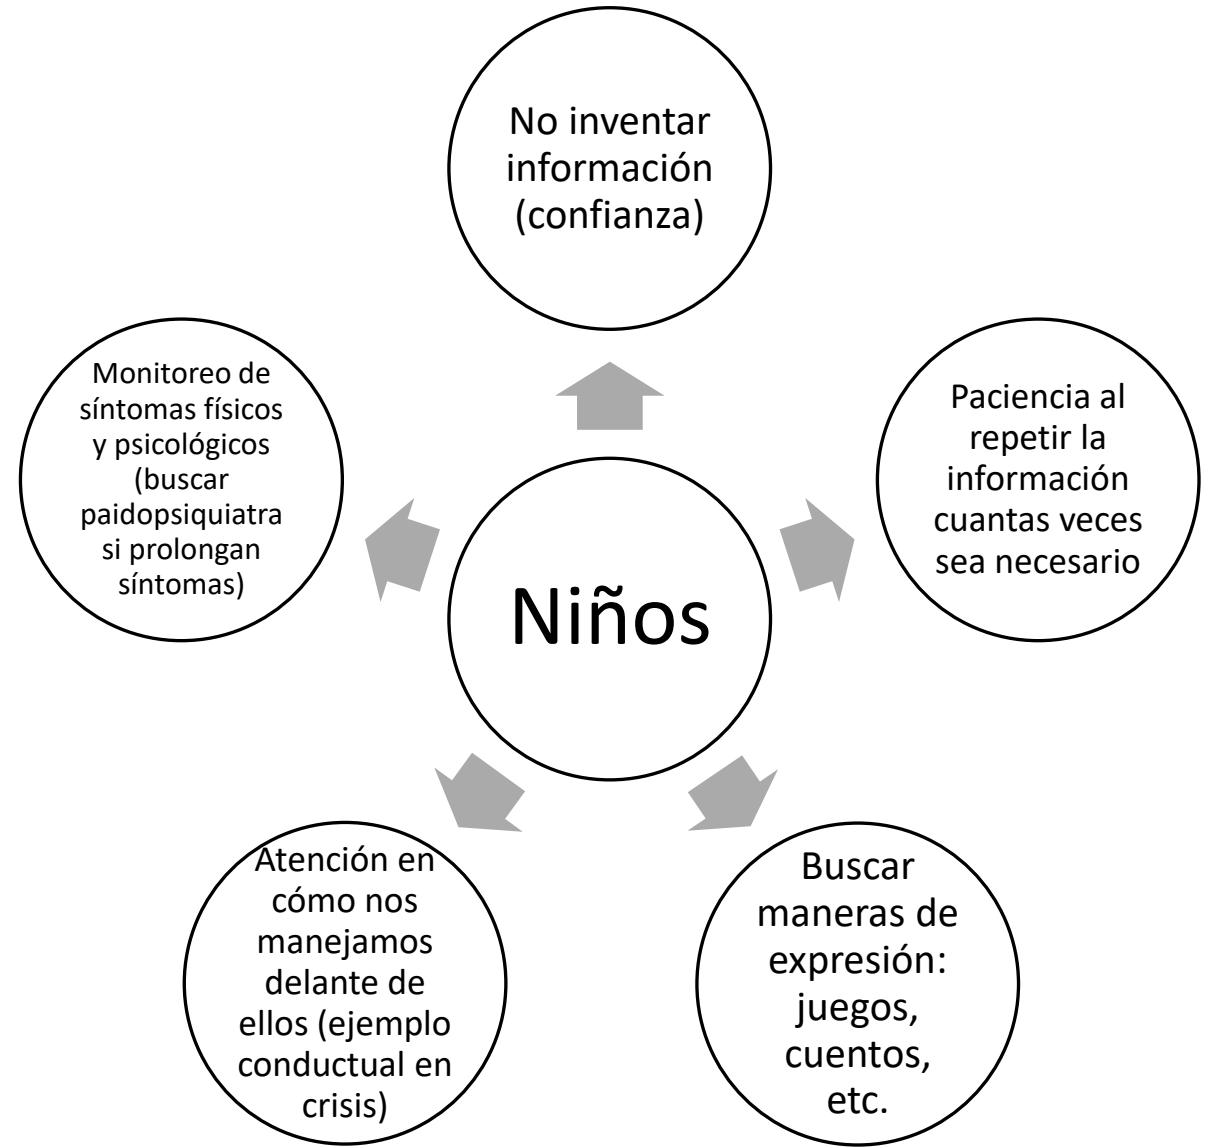 No inventar
información
(confianza)
Monitoreo de
síntomas físicos
y psicológicos
(buscar
paidopsiquiatra
si prolongan
síntomas)
Paciencia al
repetir la
información
cuantas veces
sea necesario
Niños
Atención en
cómo nos
manejamos
delante de
ellos (ejemplo
conductual en
crisis)
Buscar
maneras de
expresión:
juegos,
cuentos,
etc.